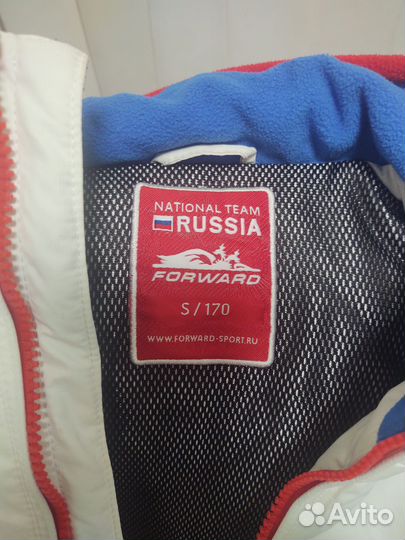 NATIONAL TEAM
RUSSIA
FORWARD
S / 170
WWW.FORWARD-SPORT.RU
Avito